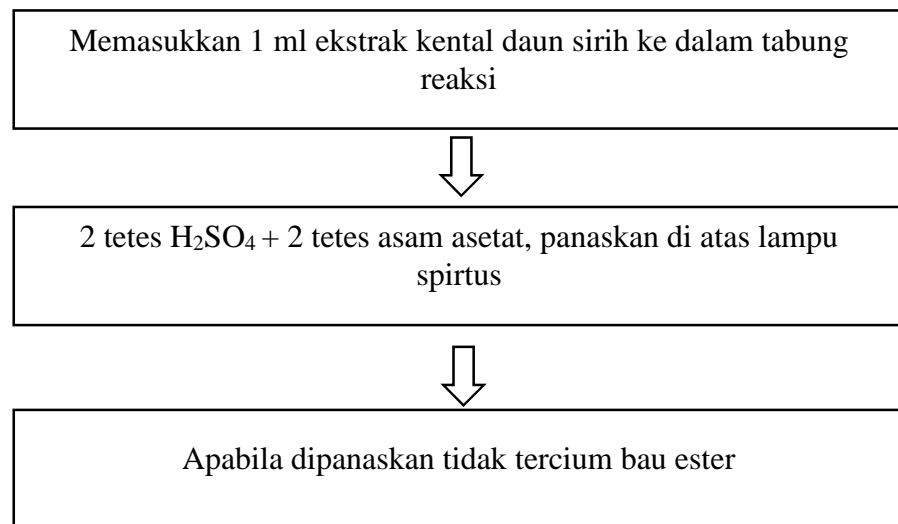 Memasukkan 1 ml ekstrak kental daun sirih ke dalam tabung
reaksi
2 tetes H₂SO₄ + 2 tetes asam asetat, panaskan di atas lampu
spirtus
Apabila dipanaskan tidak tercium bau ester